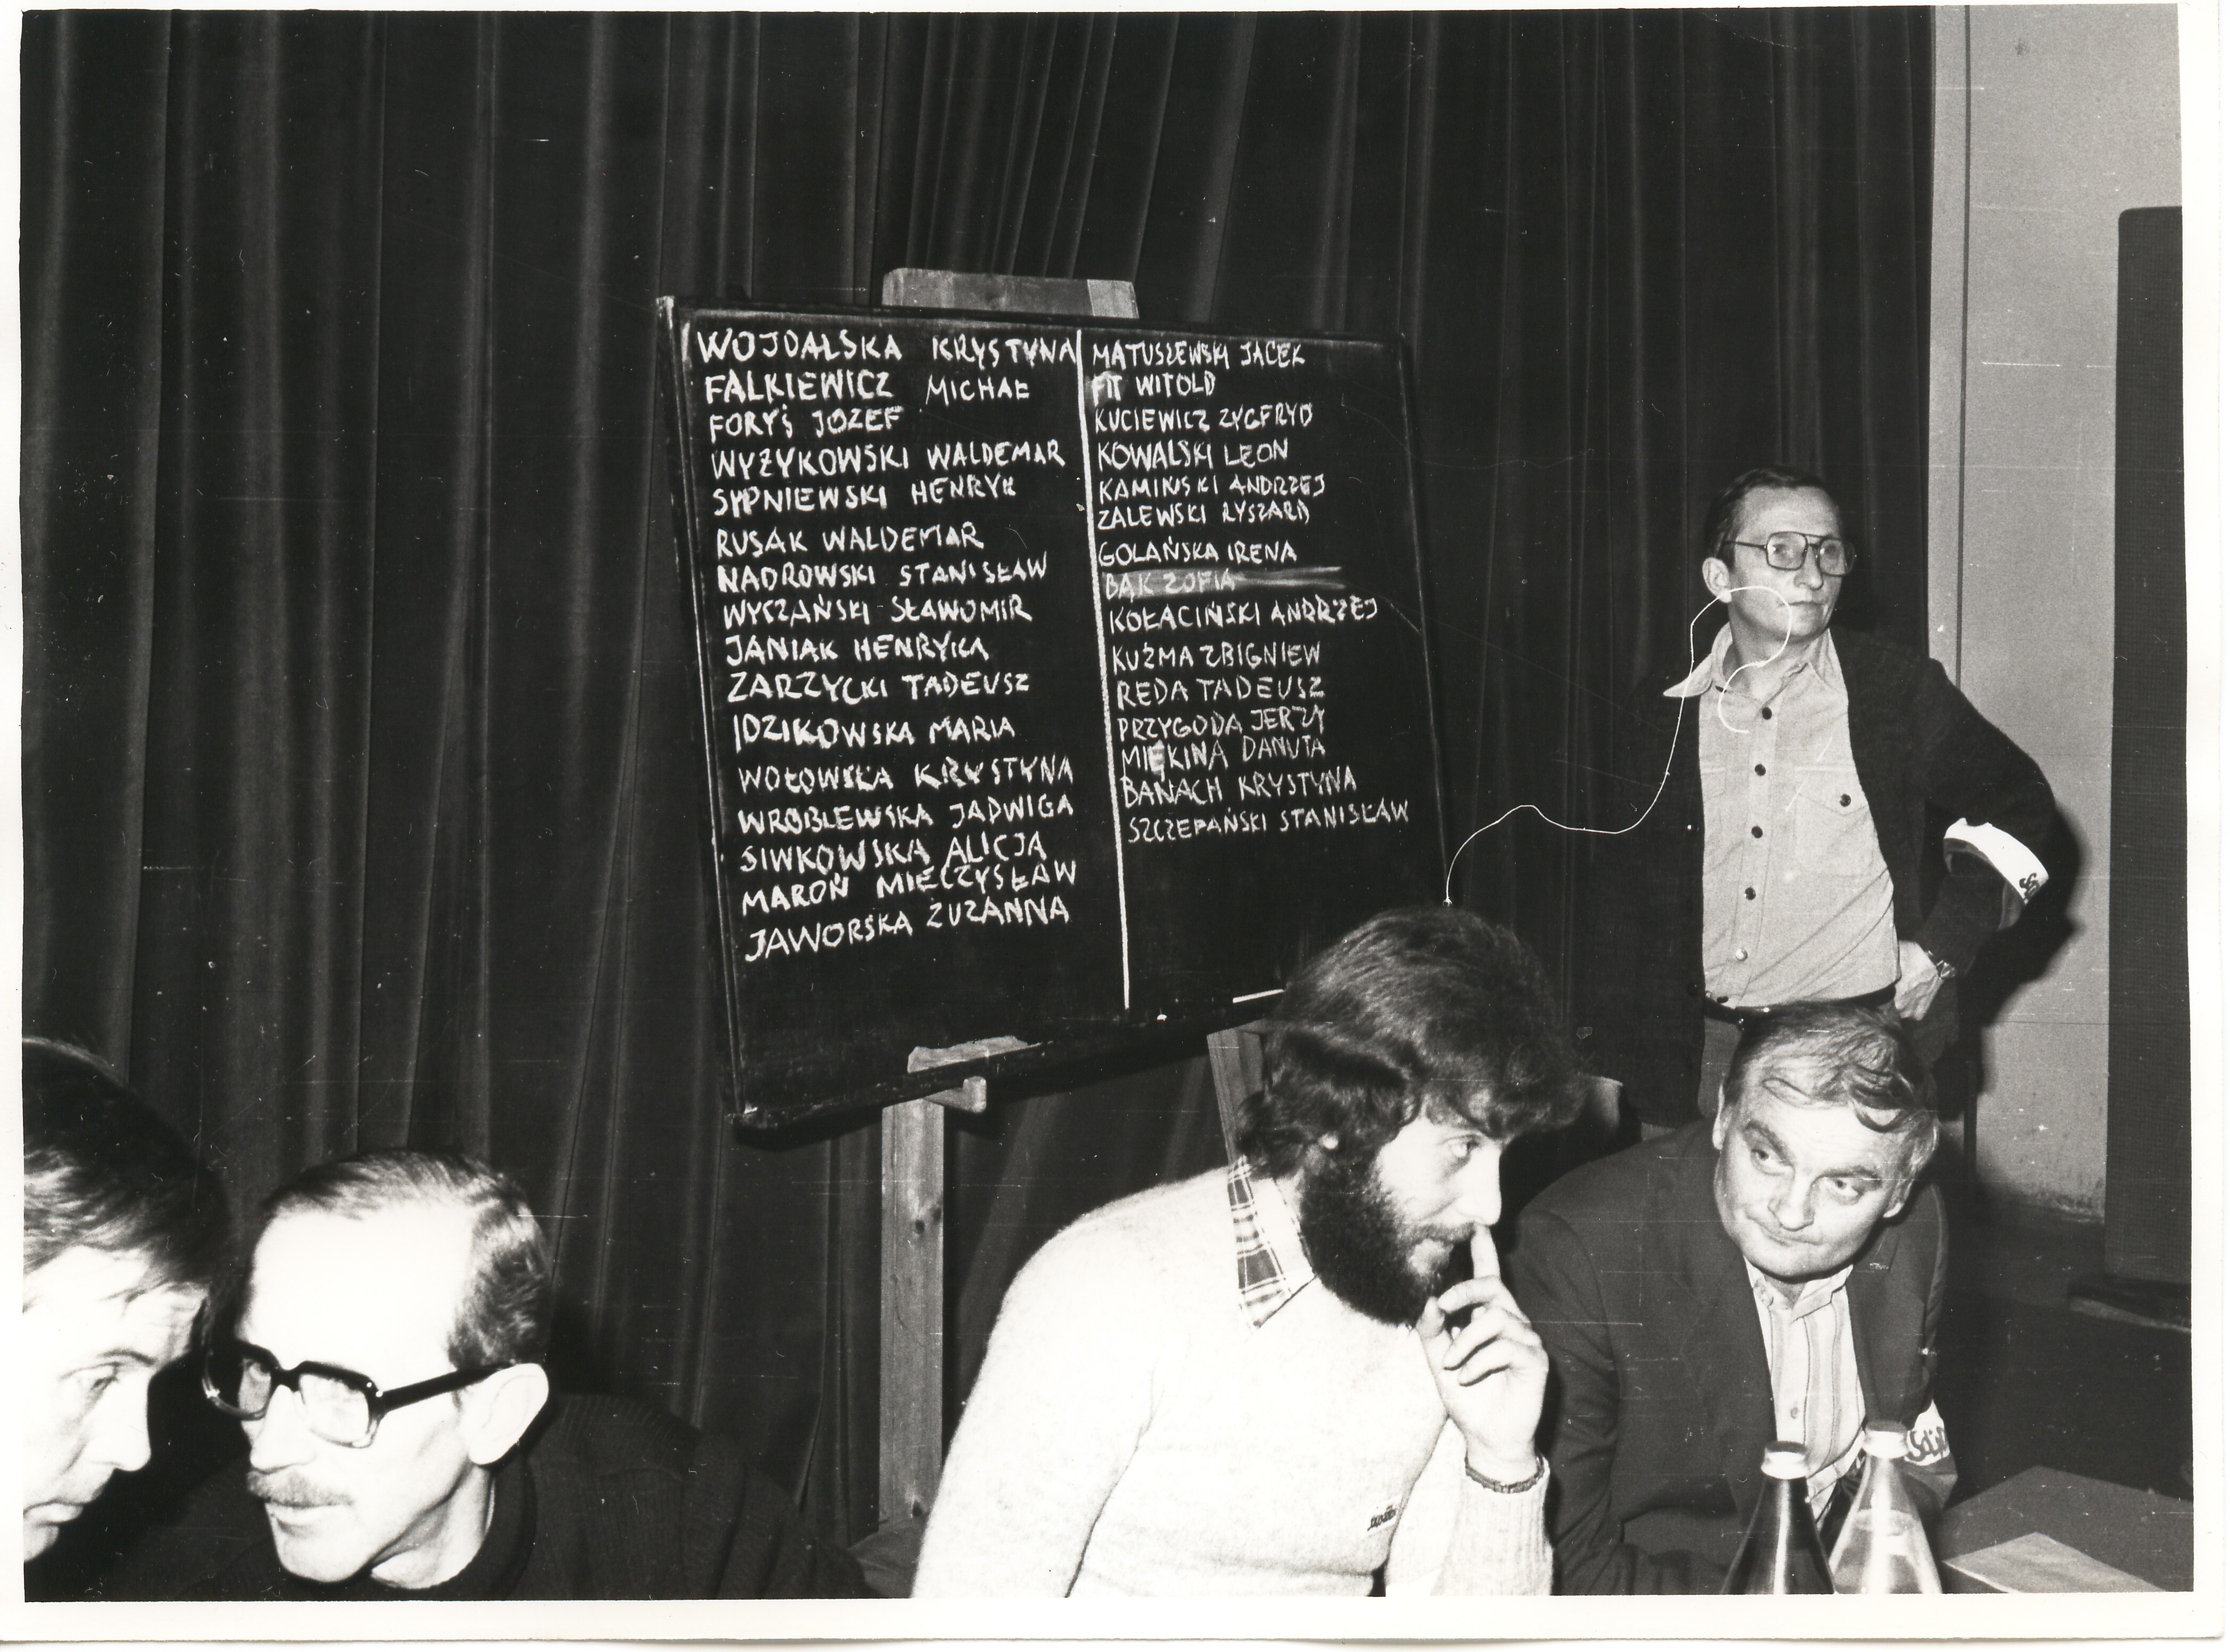 WOJDALSKA KRYSTYNA
FALKIEWICZ MICHAŁ
FORYŚ JOZEF
WYŻYKOWSKI WALDEMAR
SYPNIEWSKI HENRYK
RUSAK WALDEMAR
NADROWSKI STANISŁAW
WYCZAŃSKI SŁAWOMIR
JANIAK HENRYKA
ZARZYCKI TADEUSZ
IDZIKOWSKA MARIA
WOŁOWSKA KRYSTYNA
WROBLEWSKA JADWIGA
SIWKOWSKA ALICJA
MAROŃ MIECZYSŁAW
JAWORSKA ZUZANNA
MATUSZEWSKI JACEK
FIT WITOLD
KUCIEWICZ ZYGFRYD
KOWALSKI LEON
KAMIŃSKI ANDRZEJ
ZALEWSKI RYSZARD
GOLAŃSKA IRENA
BĄK ZOFIA
KOŁACIŃSKI ANDRZEJ
KUŹMA ZBIGNIEW
REDA TADEUSZ
PRZYGODA JERZY
MIĘKINA DANUTA
BANACH KRYSTYNA
SZCZEPAŃSKI STANISŁAW